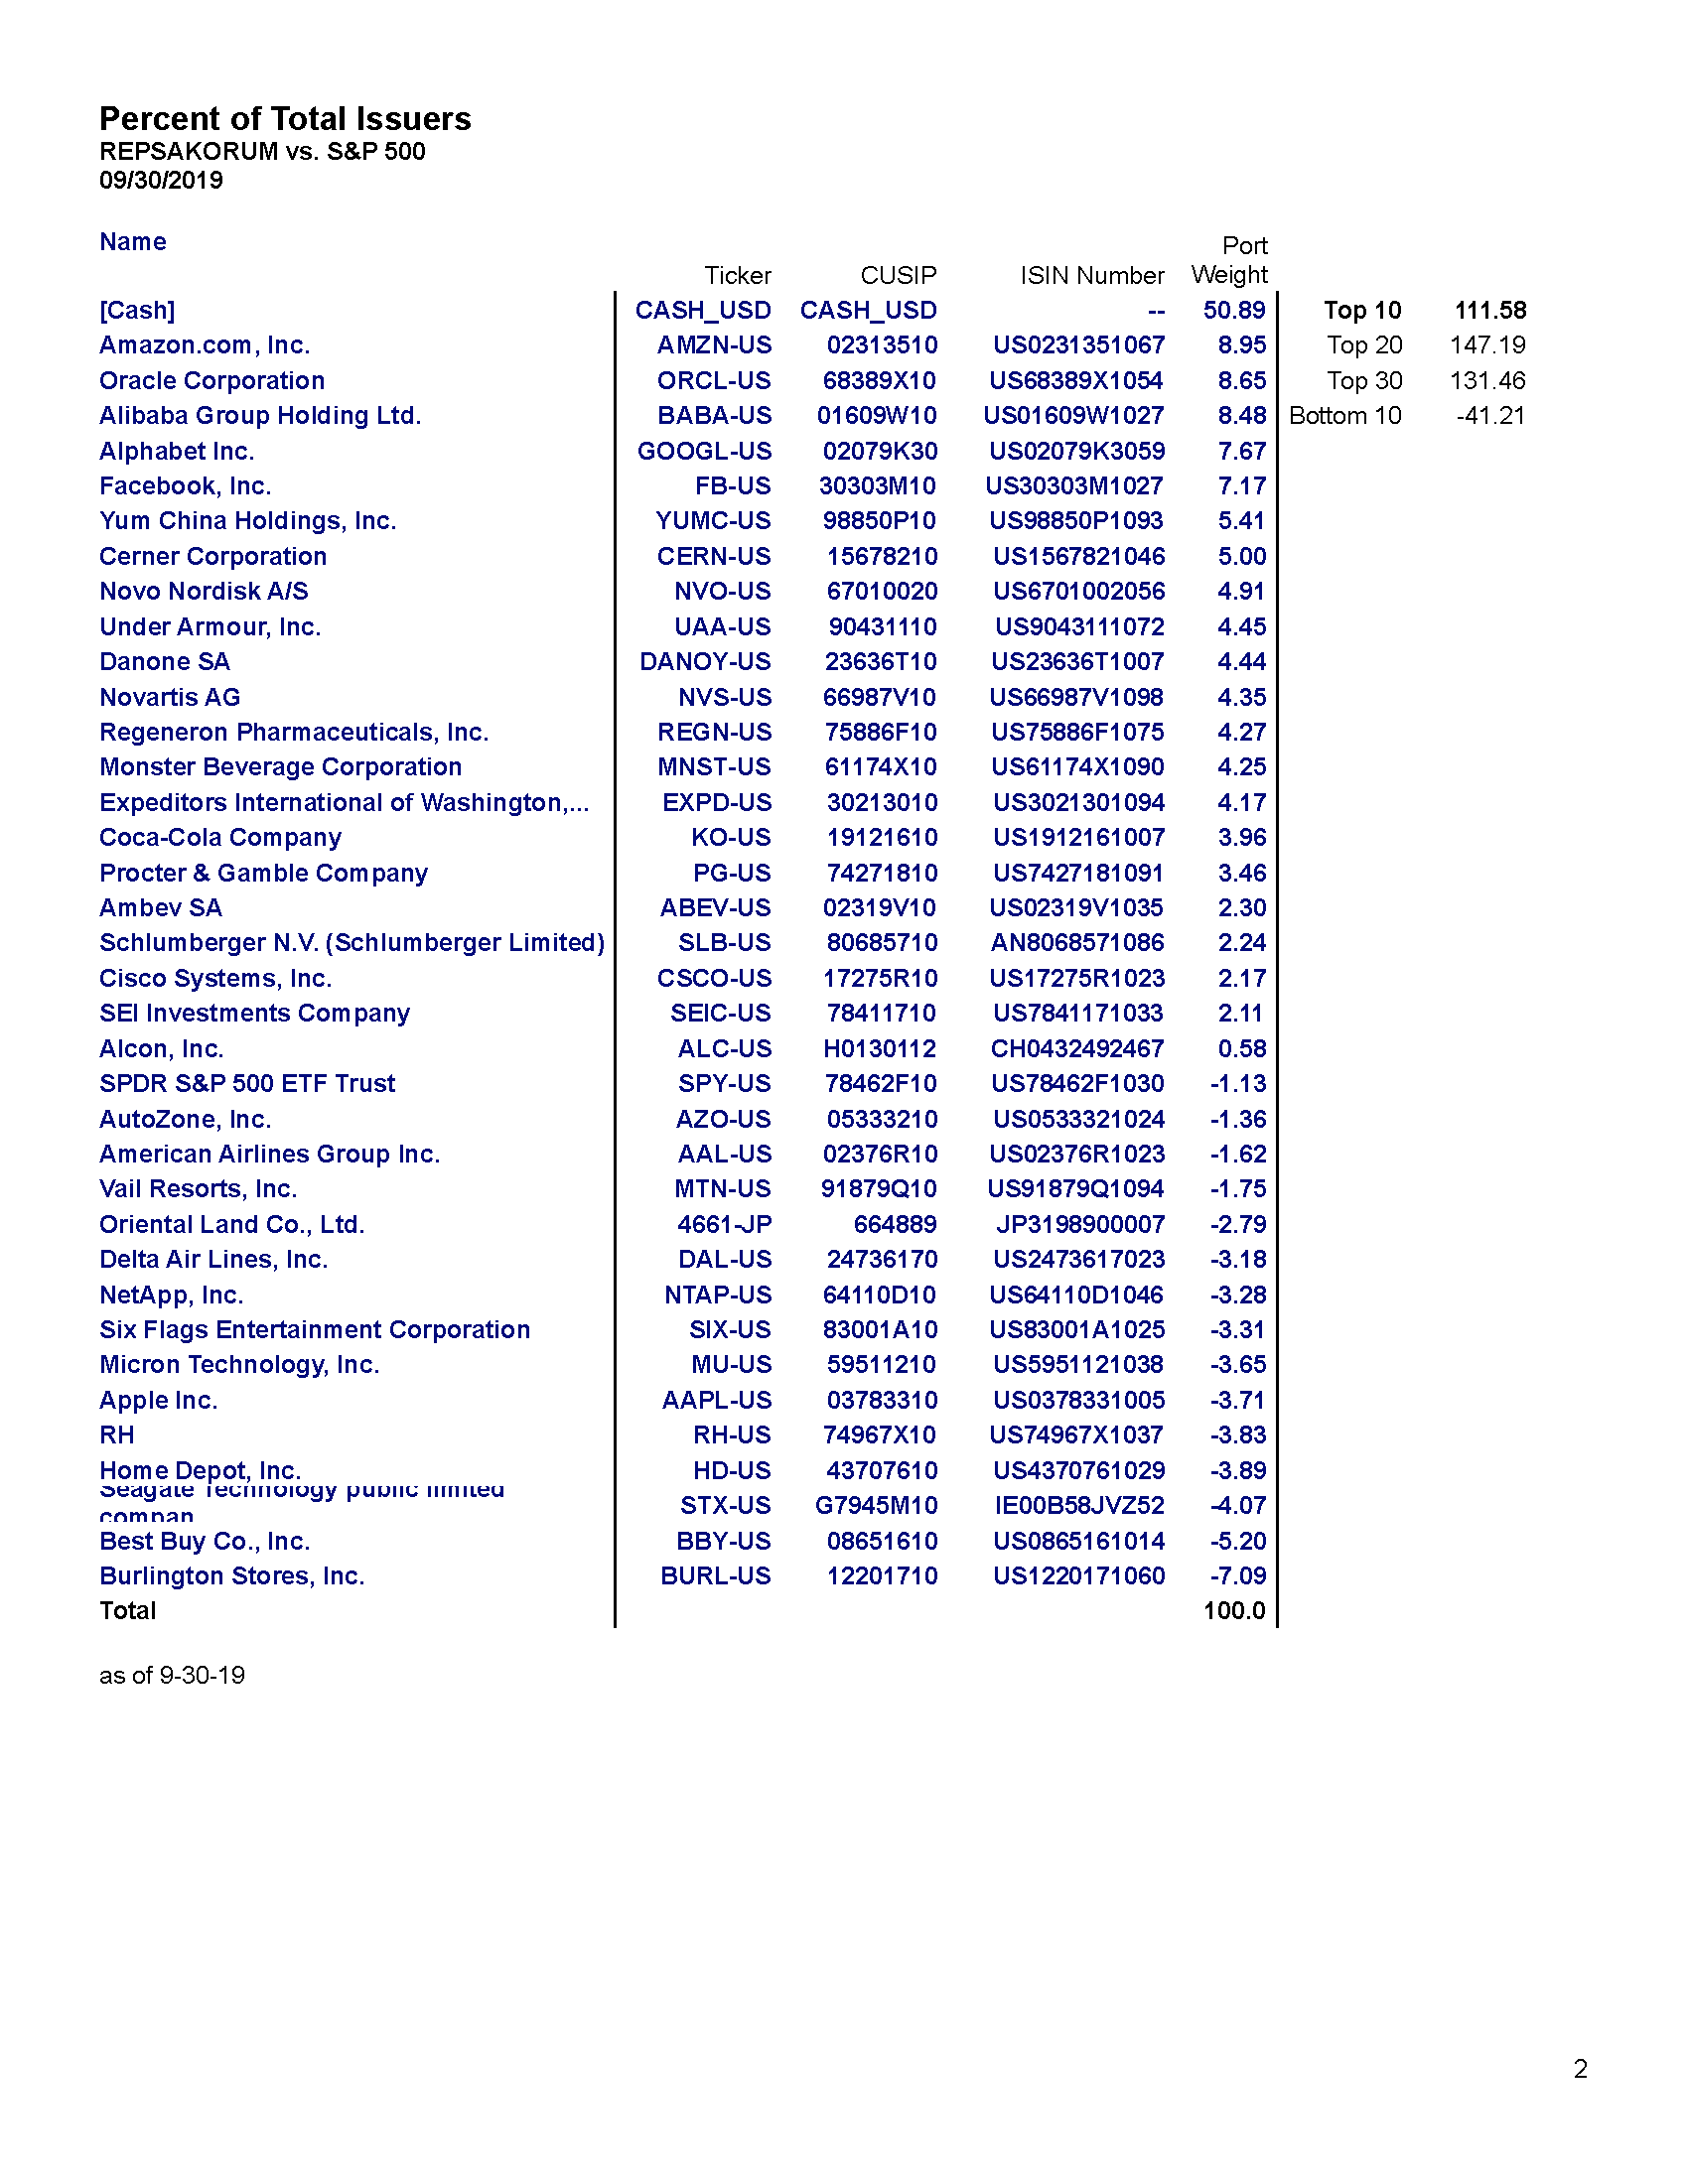 Percent of Total Issuers
REPSAKORUM vs. S&P 500
09/30/2019
Name Ticker CUSIP ISIN Number Port Weight
[Cash] CASH_USD CASH_USD -- 50.89 Top 10 111.58
Amazon.com, Inc. AMZN-US 02313510 US0231351067 8.95 Top 20 147.19
Oracle Corporation ORCL-US 68389X10 US68389X1054 8.65 Top 30 131.46
Alibaba Group Holding Ltd. BABA-US 01609W10 US01609W1027 8.48 Bottom 10 -41.21
Alphabet Inc. GOOGL-US 02079K30 US02079K3059 7.67
Facebook, Inc. FB-US 30303M10 US30303M1027 7.17
Yum China Holdings, Inc. YUMC-US 98850P10 US98850P1093 5.41
Cerner Corporation CERN-US 15678210 US1567821046 5.00
Novo Nordisk A/S NVO-US 67010020 US6701002056 4.91
Under Armour, Inc. UAA-US 90431110 US9043111072 4.45
Danone SA DANOY-US 23636T10 US23636T1007 4.44
Novartis AG NVS-US 66987V10 US66987V1098 4.35
Regeneron Pharmaceuticals, Inc. REGN-US 75886F10 US75886F1075 4.27
Monster Beverage Corporation MNST-US 61174X10 US61174X1090 4.25
Expeditors International of Washington,... EXPD-US 30213010 US3021301094 4.17
Coca-Cola Company KO-US 19121610 US1912161007 3.96
Procter & Gamble Company PG-US 74271810 US7427181091 3.46
Ambev SA ABEV-US 02319V10 US02319V1035 2.30
Schlumberger N.V. (Schlumberger Limited) SLB-US 80685710 AN8068571086 2.24
Cisco Systems, Inc. CSCO-US 17275R10 US17275R1023 2.17
SEI Investments Company SEIC-US 78411710 US7841171033 2.11
Alcon, Inc. ALC-US H0130112 CH0432492467 0.58
SPDR S&P 500 ETF Trust SPY-US 78462F10 US78462F1030 -1.13
AutoZone, Inc. AZO-US 05333210 US0533321024 -1.36
American Airlines Group Inc. AAL-US 02376R10 US02376R1023 -1.62
Vail Resorts, Inc. MTN-US 91879Q10 US91879Q1094 -1.75
Oriental Land Co., Ltd. 4661-JP 664889 JP3198900007 -2.79
Delta Air Lines, Inc. DAL-US 24736170 US2473617023 -3.18
NetApp, Inc. NTAP-US 64110D10 US64110D1046 -3.28
Six Flags Entertainment Corporation SIX-US 83001A10 US83001A1025 -3.31
Micron Technology, Inc. MU-US 59511210 US5951121038 -3.65
Apple Inc. AAPL-US 03783310 US0378331005 -3.71
RH RH-US 74967X10 US74967X1037 -3.83
Home Depot, Inc. HD-US 43707610 US4370761029 -3.89
Seagate Technology public limited compan STX-US G7945M10 IE00B58JVZ52 -4.07
Best Buy Co., Inc. BBY-US 08651610 US0865161014 -5.20
Burlington Stores, Inc. BURL-US 12201710 US1220171060 -7.09
Total 100.0
as of 9-30-19
2